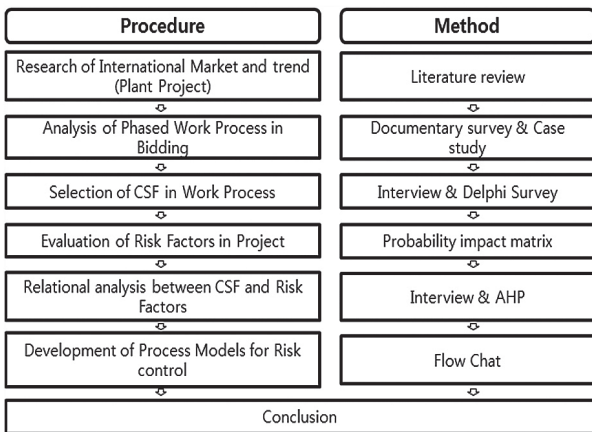 Procedure
Method
Research of International Market and trend
(Plant Project)
Literature review
Analysis of Phased Work Process in
Bidding
Documentary survey & Case
study
Selection of CSF in Work Process
Interview & Delphi Survey
Evaluation of Risk Factors in Project
Probability impact matrix
Relational analysis between CSF and Risk
Factors
Interview & AHP
Development of Process Models for Risk
control
Flow Chat
Conclusion